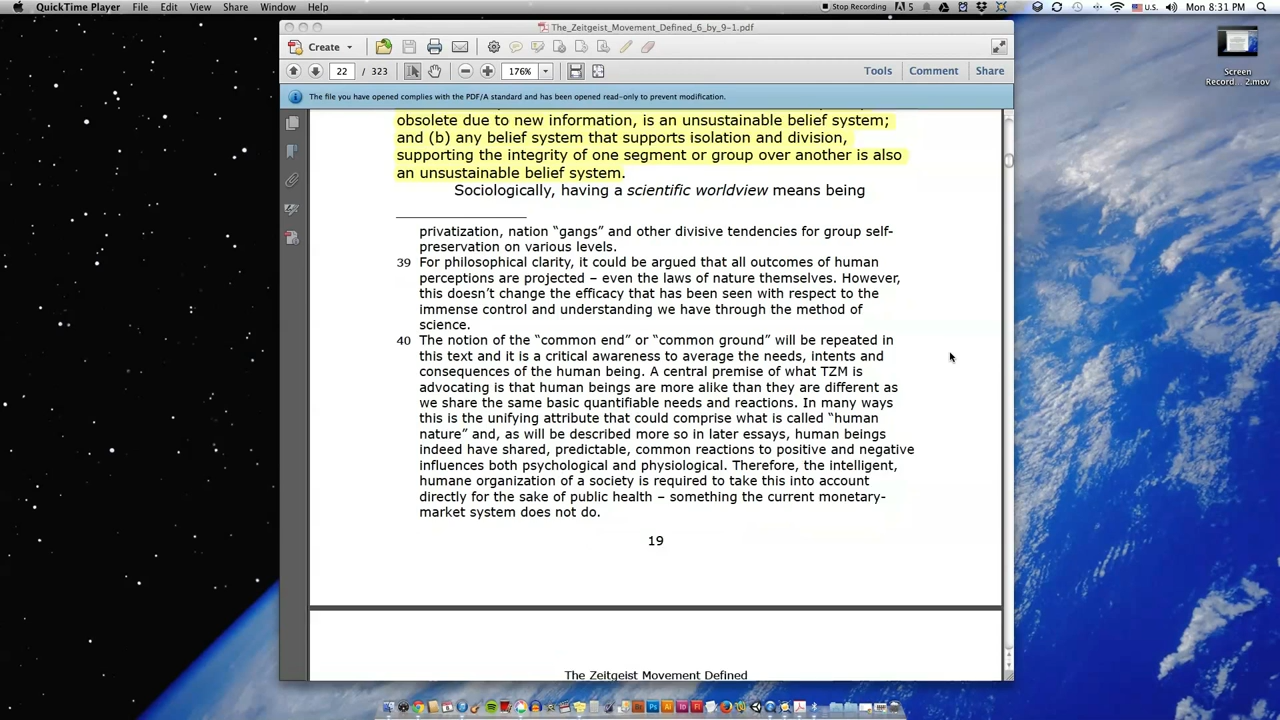 QuickTime Player File Edit View Share Window Help
Stop Recording 5 U.S. Mon 8:31 PM
The_Zeitgeist_Movement_Defined_6_by_9-1.pdf
Create
22 / 323 176% Tools Comment Share
The file you have opened complies with the PDF/A standard and has been opened read-only to prevent modification.
obsolete due to new information, is an unsustainable belief system;
and (b) any belief system that supports isolation and division,
supporting the integrity of one segment or group over another is also
an unsustainable belief system.
Sociologically, having a scientific worldview means being
privatization, nation “gangs” and other divisive tendencies for group self-
preservation on various levels.
39 For philosophical clarity, it could be argued that all outcomes of human
perceptions are projected – even the laws of nature themselves. However,
this doesn’t change the efficacy that has been seen with respect to the
immense control and understanding we have through the method of
science.
40 The notion of the “common end” or “common ground” will be repeated in
this text and it is a critical awareness to average the needs, intents and
consequences of the human being. A central premise of what TZM is
advocating is that human beings are more alike than they are different as
we share the same basic quantifiable needs and reactions. In many ways
this is the unifying attribute that could comprise what is called “human
nature” and, as will be described more so in later essays, human beings
indeed have shared, predictable, common reactions to positive and negative
influences both psychological and physiological. Therefore, the intelligent,
humane organization of a society is required to take this into account
directly for the sake of public health – something the current monetary-
market system does not do.
19
The Zeitgeist Movement Defined
Screen
Record...2.mov